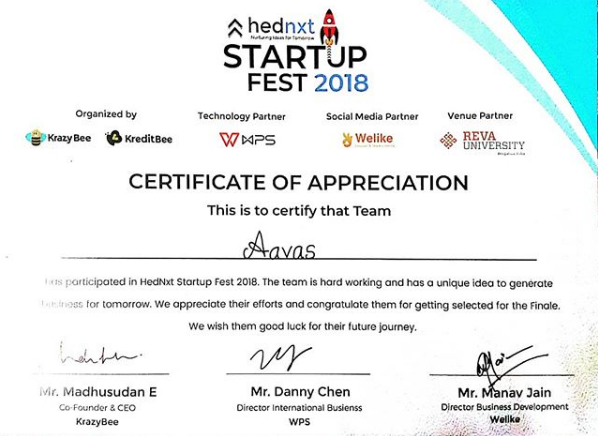 hednxt
Nurturing Ideas for Tomorrow
STARTUP
FEST 2018
Organized by
KrazyBee
KreditBee
Technology Partner
WPS
Social Media Partner
Welike
Venue Partner
REVA
UNIVERSITY
Bengaluru, India
CERTIFICATE OF APPRECIATION
This is to certify that Team
Aavas
has participated in HedNxt Startup Fest 2018. The team is hard working and has a unique idea to generate
business for tomorrow. We appreciate their efforts and congratulate them for getting selected for the Finale.
We wish them good luck for their future journey.
Mr. Madhusudan E
Co-Founder & CEO
KrazyBee
Mr. Danny Chen
Director International Busienss
WPS
Mr. Manav Jain
Director Business Development
Welike